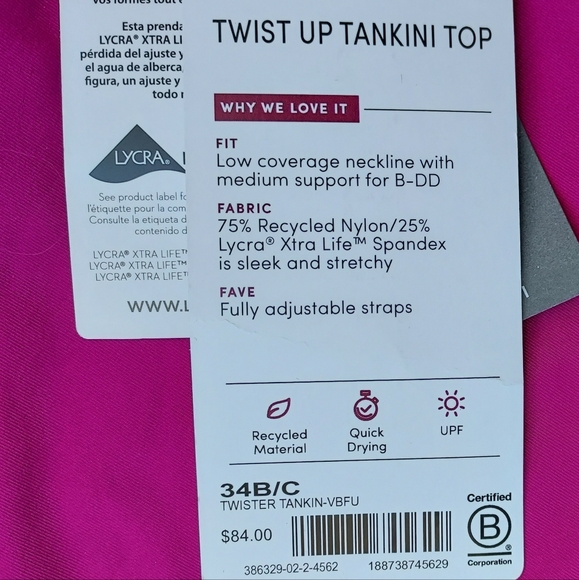 vos formes tout
Esta prenda
LYCRA® XTRA LI
pérdida del ajuste y
el agua de alberca,
figura, un ajuste y
todo
LYCRA®
See product label fo
l'étiquette pour la com
Consulte la etiqueta d
contenido d
LYCRA® XTRA LIFE™
LYCRA® XTRA LIFE™
LYCRA® XTRA LIFE™
WWW.L
TWIST UP TANKINI TOP
WHY WE LOVE IT
FIT
Low coverage neckline with
medium support for B-DD
FABRIC
75% Recycled Nylon/25%
Lycra® Xtra Life™ Spandex
is sleek and stretchy
FAVE
Fully adjustable straps
Recycled
Material
Quick
Drying
UPF
34B/C
TWISTER TANKIN-VBFU
$84.00
386329-02-2-4562 188738745629
Certified
B
®
Corporation